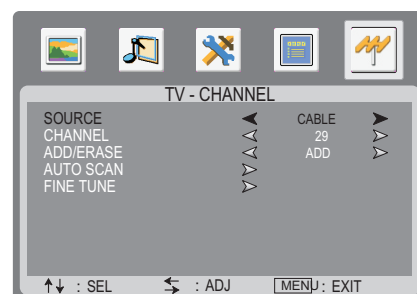 TV - CHANNEL
SOURCE CABLE
CHANNEL 29
ADD/ERASE ADD
AUTO SCAN
FINE TUNE
: SEL : ADJ MENU : EXIT